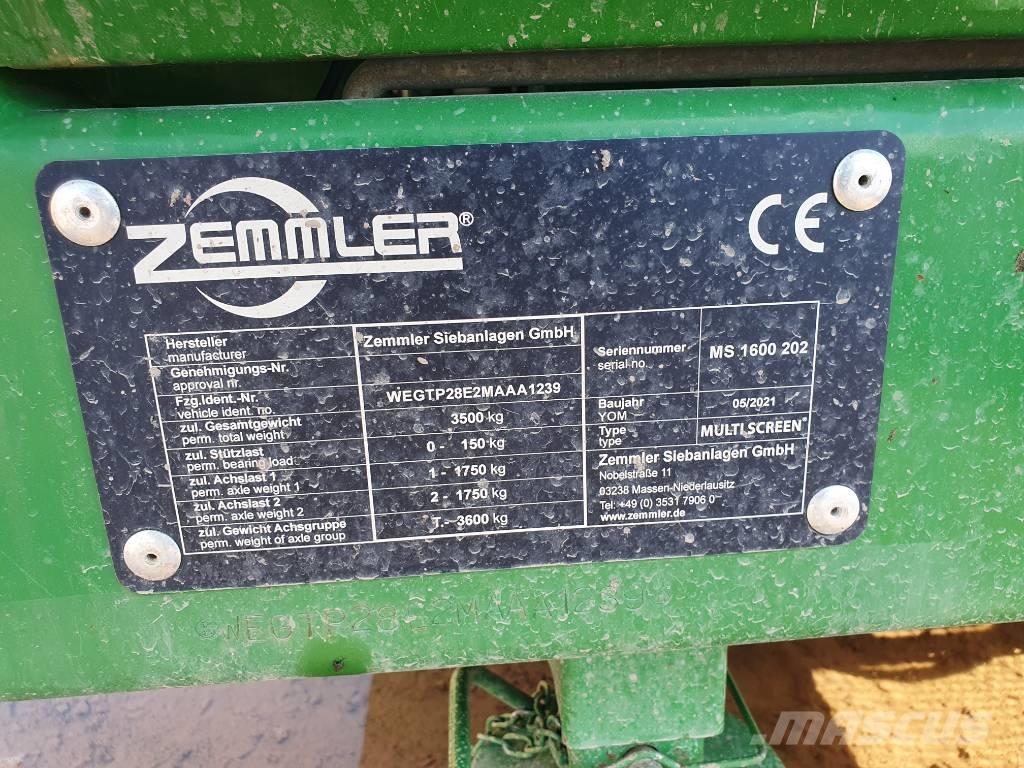 ZEMMLER®
CE
Hersteller
manufacturer
Zemmler Siebanlagen GmbH
Genehmigungs-Nr.
approval nr.
Fzg.Ident.-Nr.
vehicle ident. no.
WEGTP28E2MAAA1239
zul. Gesamtgewicht
perm. total weight
3500 kg
zul. Stützlast
perm. bearing load
0 - 150 kg
zul. Achslast 1
perm. axle weight 1
1 - 1750 kg
zul. Achslast 2
perm. axle weight 2
2 - 1750 kg
zul. Gewicht Achsgruppe
perm. weight of axle group
T.- 3600 kg
Seriennummer
serial no.
MS 1600 202
Baujahr
YOM
05/2021
Type
type
MULTI SCREEN®
Zemmler Siebanlagen GmbH
Nobelstraße 11
03238 Massen-Niederlausitz
Tel: +49 (0) 3531 7906 0
www.zemmler.de
WEGTP28E2MAAA1239
MASCUS